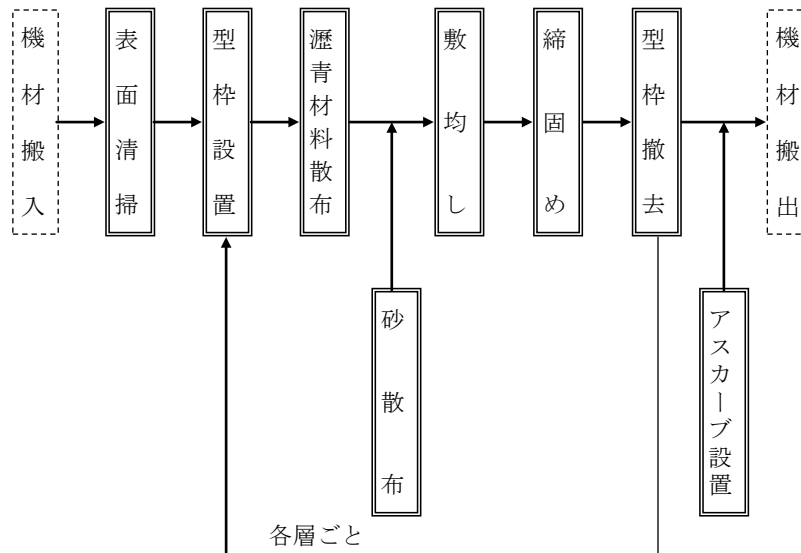 機材搬入
表面清掃
型枠設置
瀝青材料散布
敷均し
締固め
型枠撤去
機材搬出
砂散布
アスカーブ設置
各層ごと